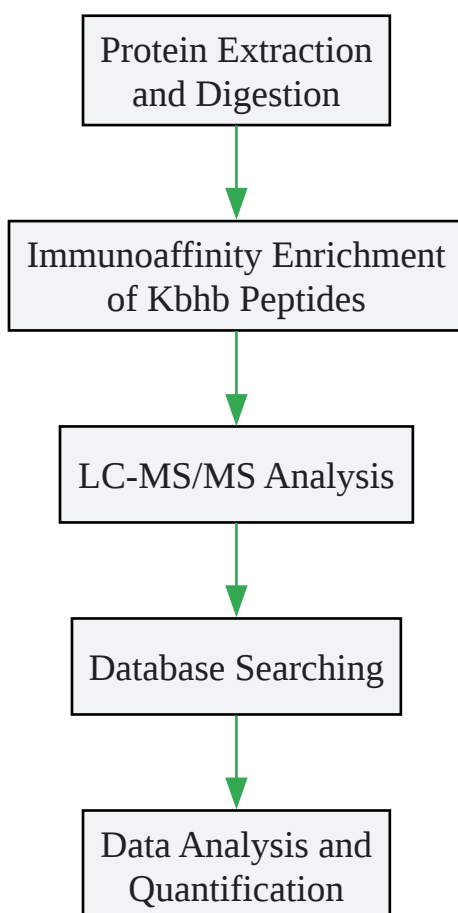 Protein Extraction
and Digestion
Immunoaffinity Enrichment
of Kbhb Peptides
LC-MS/MS Analysis
Database Searching
Data Analysis and
Quantification